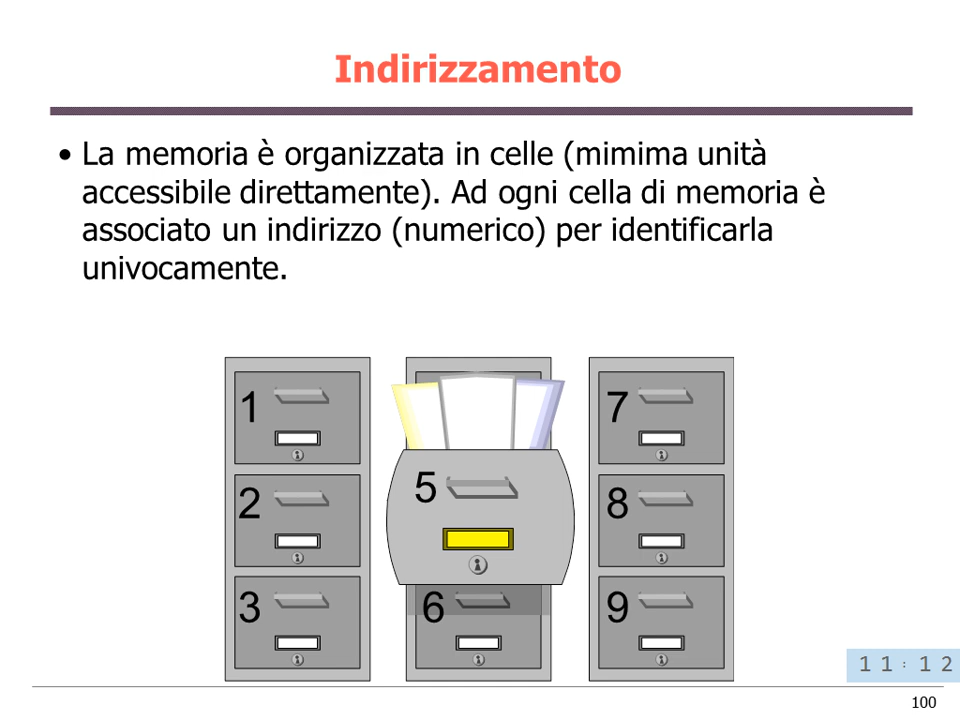 Indirizzamento
• La memoria è organizzata in celle (mimima unità
accessibile direttamente). Ad ogni cella di memoria è
associato un indirizzo (numerico) per identificarla
univocamente.
1
7
5
2
8
3
6
9
11:12
100